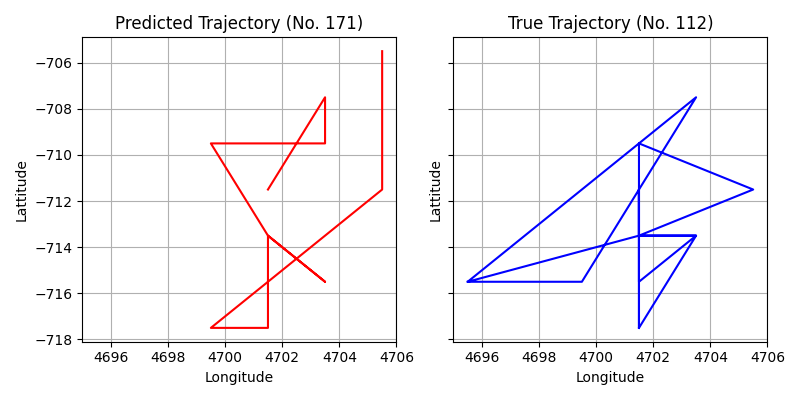 Predicted Trajectory (No. 171)
True Trajectory (No. 112)
−706
−708
−710
−712
−714
−716
−718
Lattitude
Lattitude
4696 4698 4700 4702 4704 4706
4696 4698 4700 4702 4704 4706
Longitude
Longitude